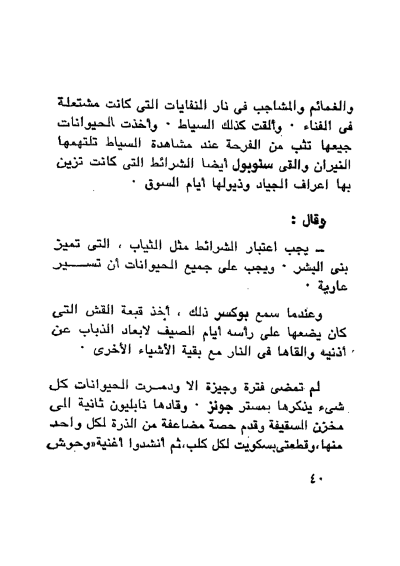 والغمائم والمشاجب فى نار النفايات التى كانت مشتعلة
فى الفناء · وألقت كذلك السياط · وأخذت الحيوانات
جيعها تثب من الفرحة عند مشاهدة السياط تلتهمها
النيران والقى سنوبول أيضا الشرائط التى كانت تزين
بها اعراف الجياد وذيولها أيام السوق ·
وقال :
ــ يجب اعتبار الشرائط مثل الثياب ، التى تميز
بنى البشر · ويجب على جميع الحيوانات أن تســـير
عارية ·
وعندما سمع بوكسر ذلك ، أخذ قبعة القش التى
كان يضعها على رأسه أيام الصيف لابعاد الذباب عن
أذنيه والقاها فى النار مع بقية الأشياء الأخرى ·
لم تمضى فترة وجيزة الا ودمرت الحيوانات كل
شىء يذكرها بمستر جونز · وقادها نابليون ثانية الى
مخزن السقيفة وقدم حصة مضاعفة من الذرة لكل واحد
منها،وقطعتىبسكويت لكل كلب،ثم أنشدوا أغنية«وحوش
٤٠